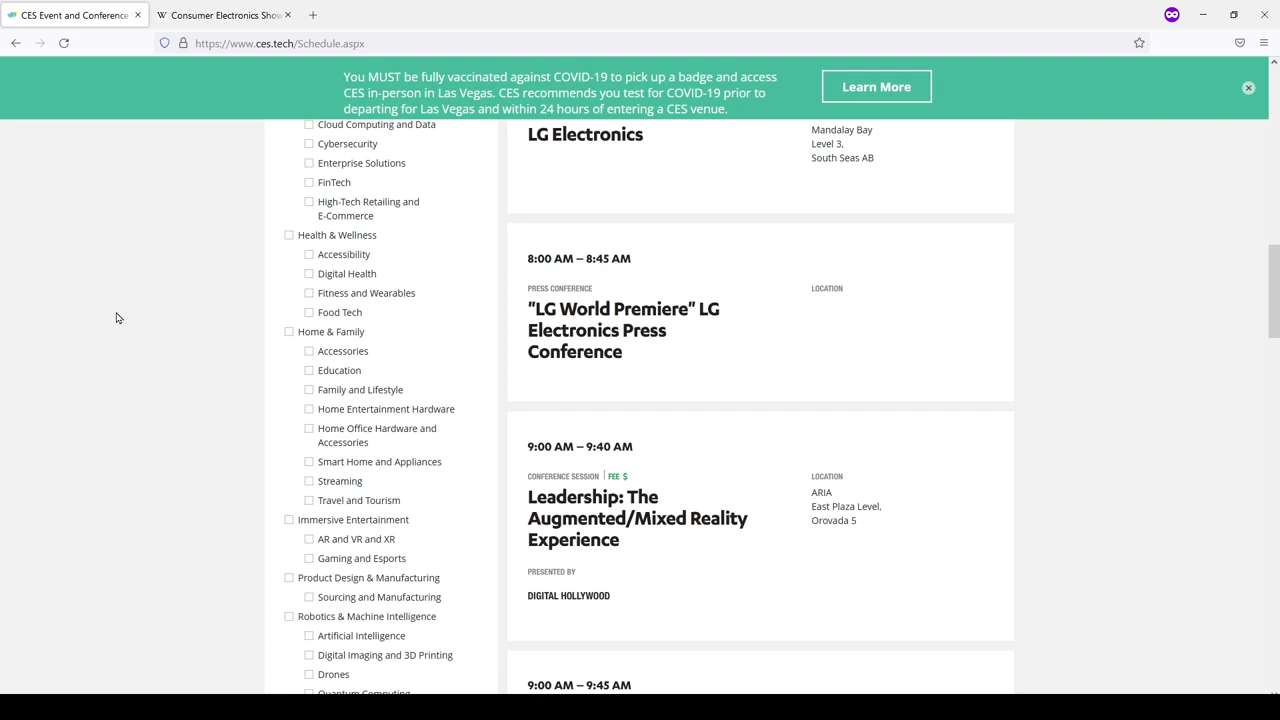 CES Event and Conference
Consumer Electronics Show
https://www.ces.tech/Schedule.aspx
You MUST be fully vaccinated against COVID-19 to pick up a badge and access
CES in-person in Las Vegas. CES recommends you test for COVID-19 prior to
departing for Las Vegas and within 24 hours of entering a CES venue.
Learn More
Cloud Computing and Data
Cybersecurity
Enterprise Solutions
FinTech
High-Tech Retailing and
E-Commerce
Health & Wellness
Accessibility
Digital Health
Fitness and Wearables
Food Tech
Home & Family
Accessories
Education
Family and Lifestyle
Home Entertainment Hardware
Home Office Hardware and
Accessories
Smart Home and Appliances
Streaming
Travel and Tourism
Immersive Entertainment
AR and VR and XR
Gaming and Esports
Product Design & Manufacturing
Sourcing and Manufacturing
Robotics & Machine Intelligence
Artificial Intelligence
Digital Imaging and 3D Printing
Drones
Quantum Computing
LG Electronics
Mandalay Bay
Level 3,
South Seas AB
8:00 AM – 8:45 AM
PRESS CONFERENCE
"LG World Premiere" LG
Electronics Press
Conference
LOCATION
9:00 AM – 9:40 AM
CONFERENCE SESSION | FEE $
Leadership: The
Augmented/Mixed Reality
Experience
PRESENTED BY
DIGITAL HOLLYWOOD
LOCATION
ARIA
East Plaza Level,
Orovada 5
9:00 AM – 9:45 AM